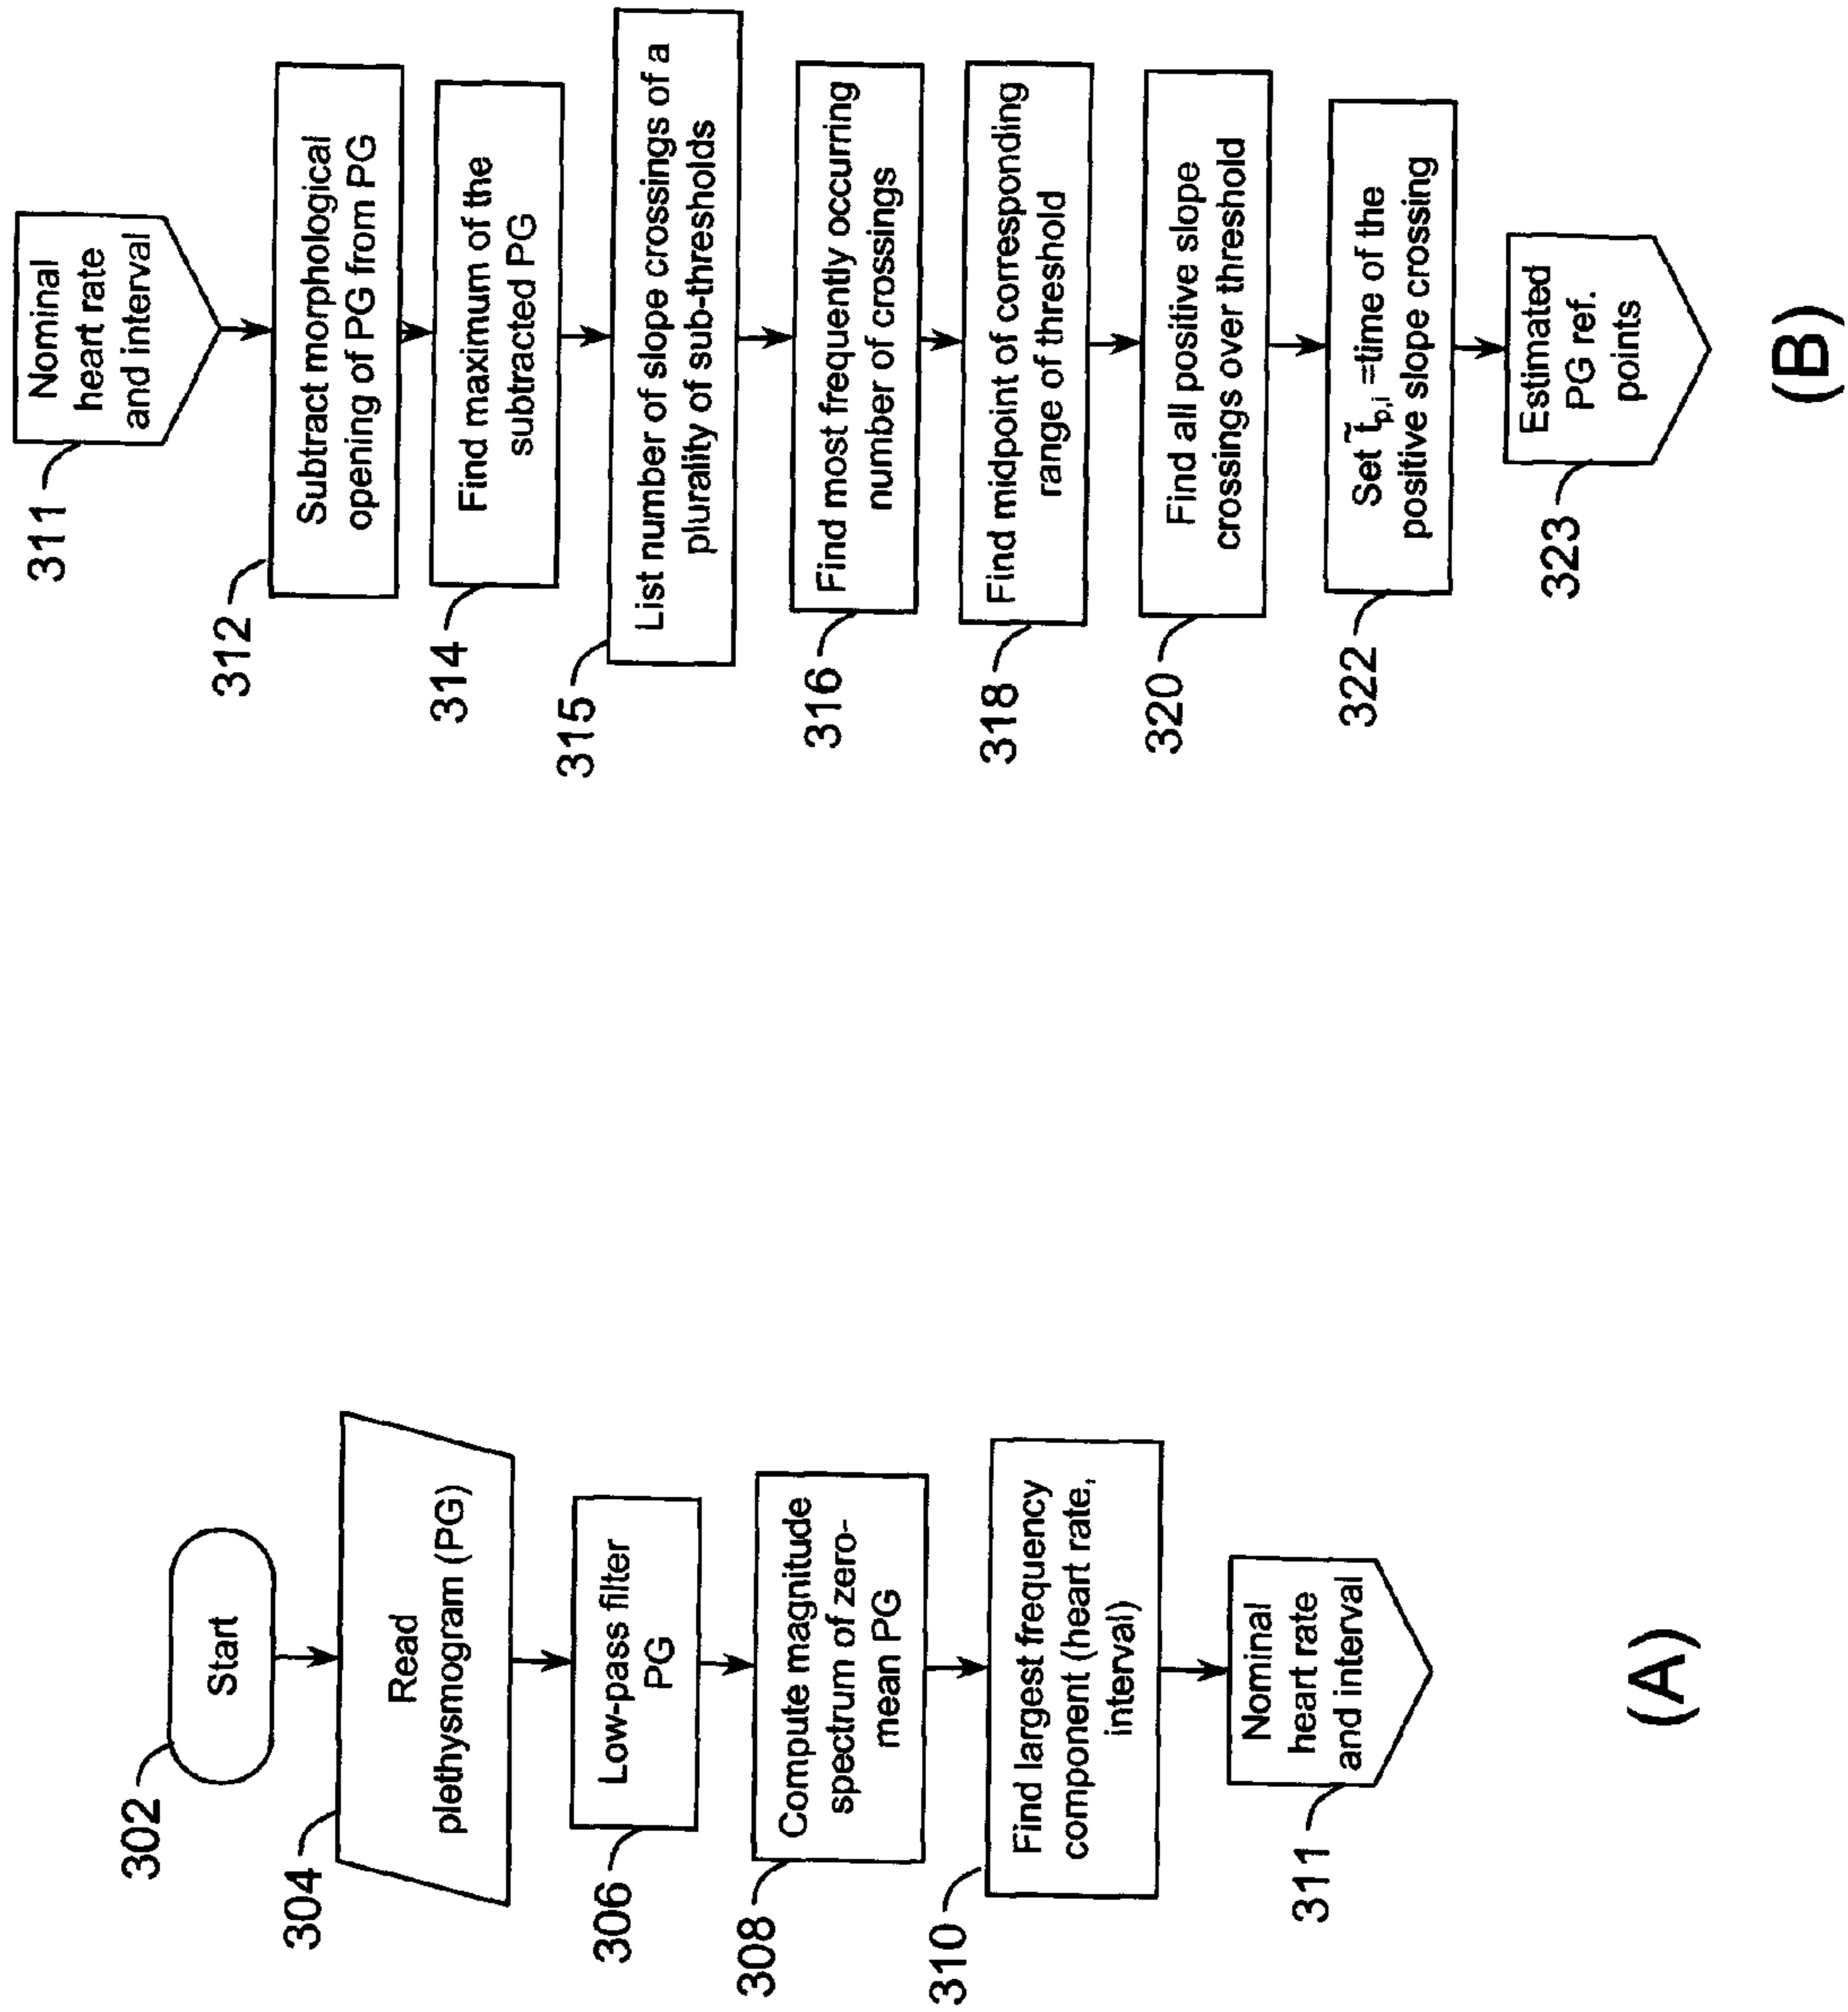 302
Start
304
Read
plethysmogram (PG)
306
Low-pass filter
PG
308
Compute magnitude
spectrum of zero-
mean PG
310
Find largest frequency
component (heart rate,
interval)
311
Nominal
heart rate
and interval
(A)
311
Nominal
heart rate
and interval
312
Subtract morphological
opening of PG from PG
314
Find maximum of the
subtracted PG
315
List number of slope crossings of a
plurality of sub-thresholds
316
Find most frequently occurring
number of crossings
318
Find midpoint of corresponding
range of threshold
320
Find all positive slope
crossings over threshold
322
Set t̃p,i =time of the
positive slope crossing
323
Estimated
PG ref.
points
(B)